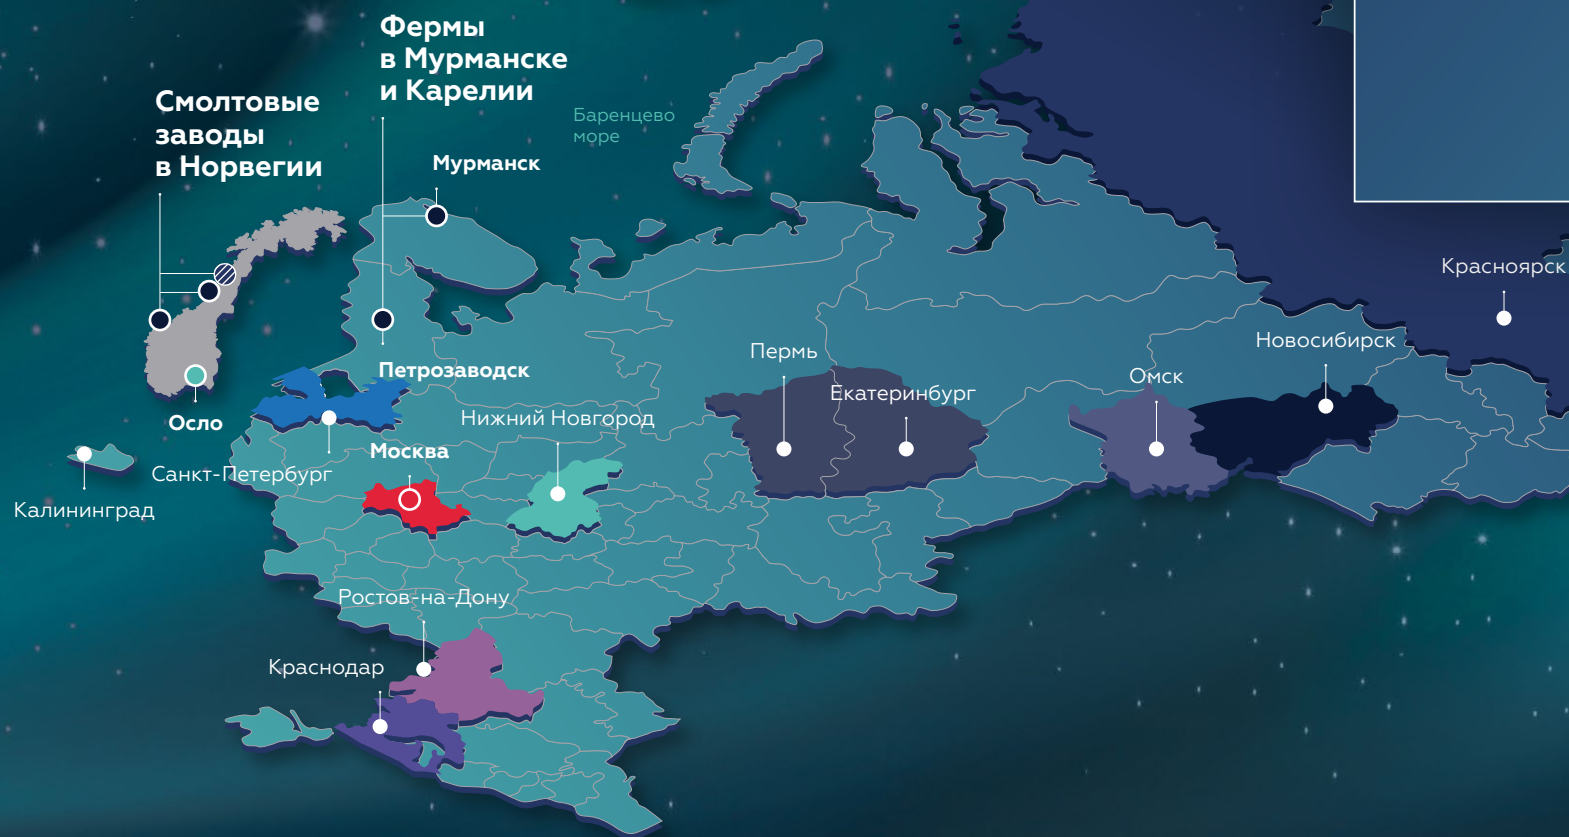 Фермы
в Мурманске
и Карелии
Смолтовые
заводы
в Норвегии
Баренцево
море
Мурманск
Красноярск
Новосибирск
Пермь
Омск
Петрозаводск
Екатеринбург
Осло
Нижний Новгород
Москва
Санкт-Петербург
Калининград
Ростов-на-Дону
Краснодар